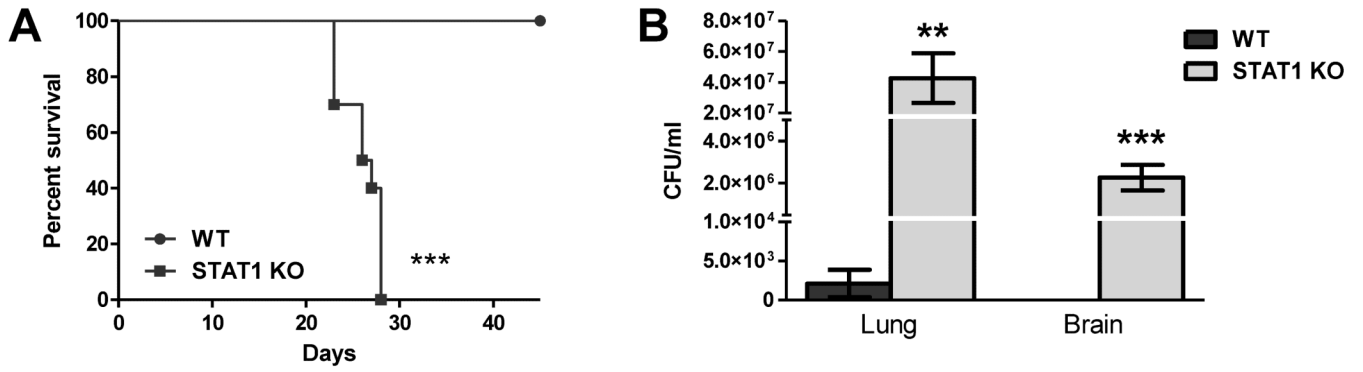 A
Percent survival
100
80
60
40
20
0
0 10 20 30 40
Days
WT
STAT1 KO
***
B
CFU/ml
8.0×10⁷
6.0×10⁷
4.0×10⁷
2.0×10⁷
4.0×10⁶
2.0×10⁶
1.0×10⁴
5.0×10³
0
**
***
Lung Brain
WT
STAT1 KO